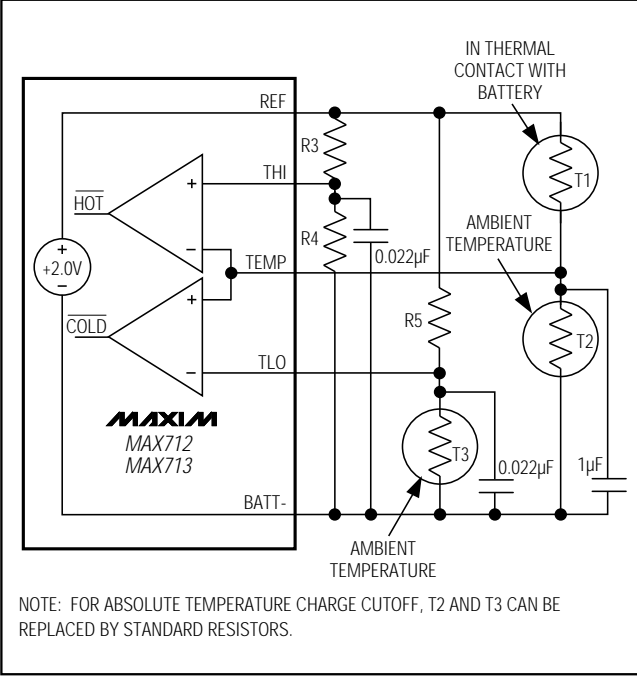 IN THERMAL
CONTACT WITH
BATTERY
REF
R3
THI
T1
+
HOT
R4
AMBIENT
TEMPERATURE
−
0.022µF
TEMP
+
+2.0V
−
+
COLD
R5
T2
TLO
−
MAXIM
MAX712
MAX713
T3
0.022µF
1µF
BATT-
AMBIENT
TEMPERATURE
NOTE: FOR ABSOLUTE TEMPERATURE CHARGE CUTOFF, T2 AND T3 CAN BE
REPLACED BY STANDARD RESISTORS.